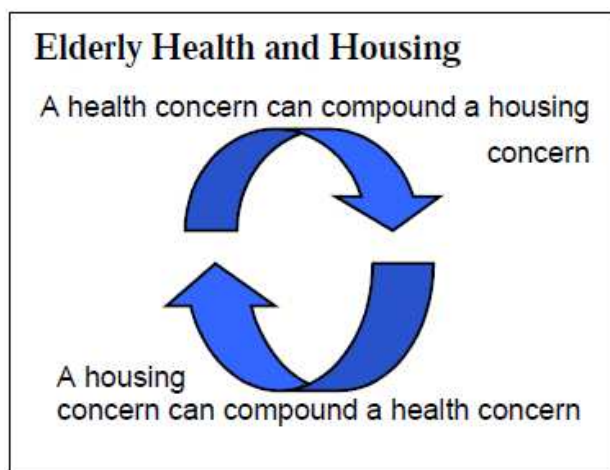 Elderly Health and Housing
A health concern can compound a housing
concern
A housing
concern can compound a health concern